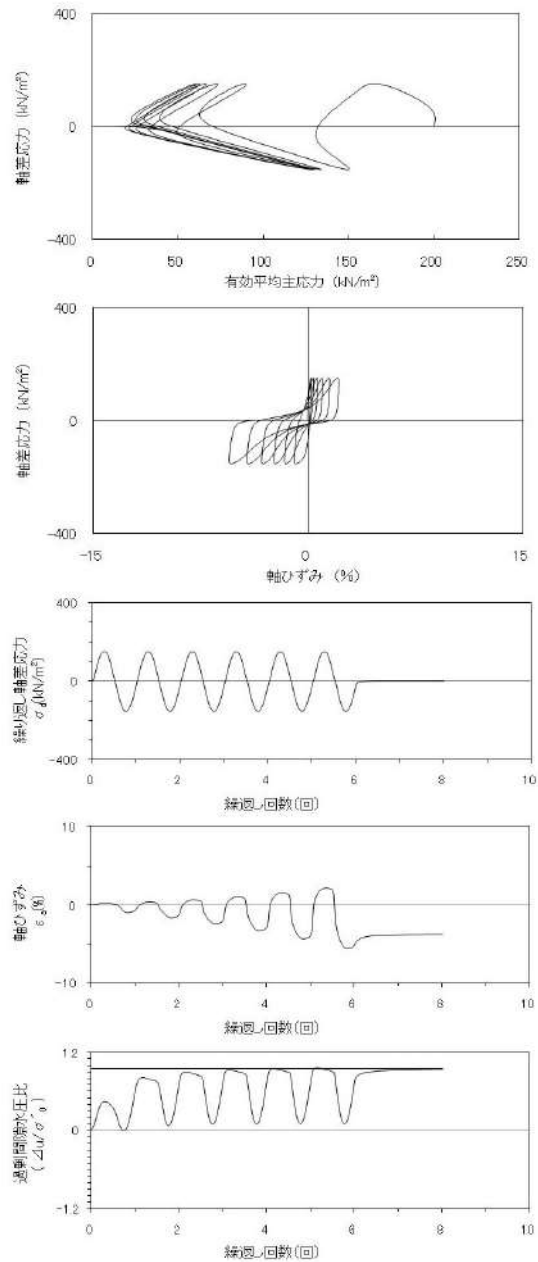 400
0
-400
軸差応力 (kN/m²)
0 50 100 150 200 250
有効平均主応力 (kN/m²)
400
0
-400
軸差応力 (kN/m²)
-15 0 15
軸ひずみ (%)
400
0
-400
繰り返し軸差応力
σd(kN/m²)
0 2 4 6 8 10
繰返し回数(回)
10
0
-10
軸ひずみ
εa(%)
0 2 4 6 8 10
繰返し回数(回)
1.2
0
-1.2
過剰間隙水圧比
(Δu/σ'0)
0 2 4 6 8 10
繰返し回数(回)